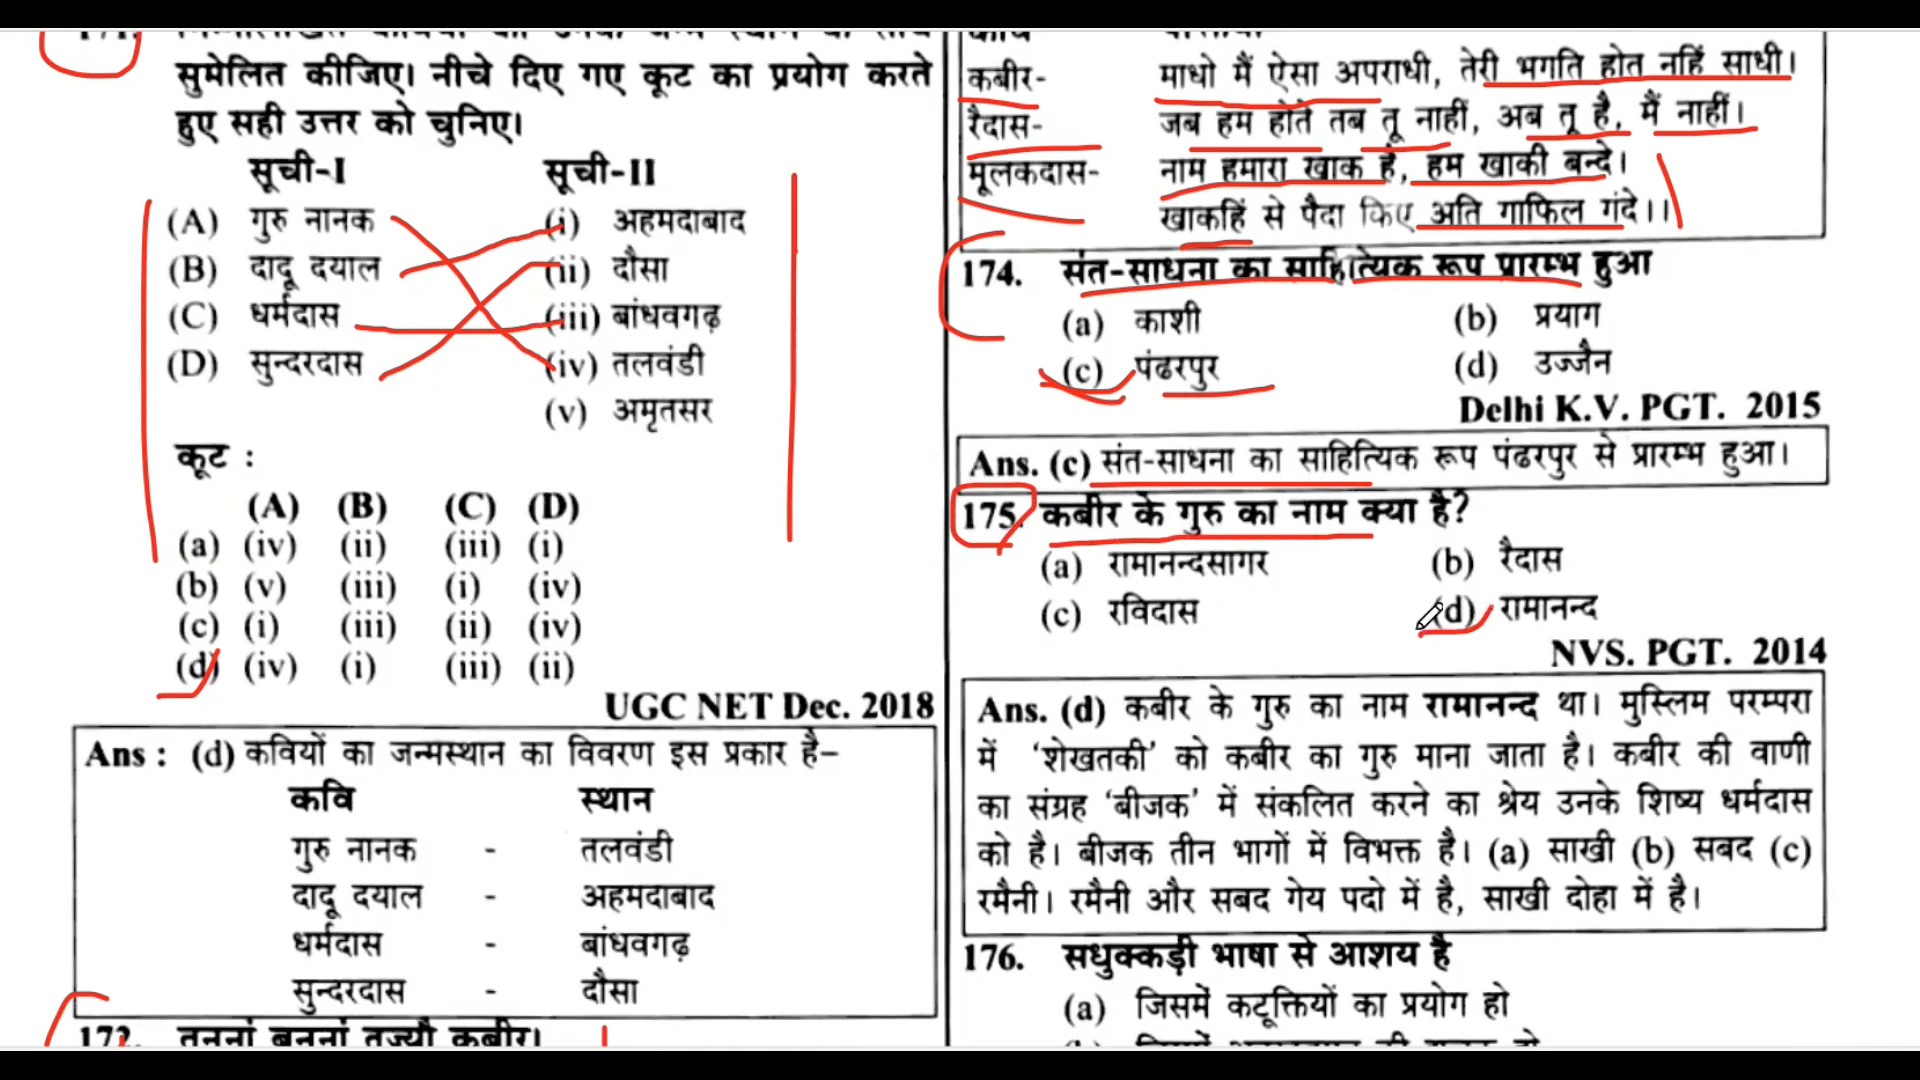 171.
सुमेलित कीजिए। नीचे दिए गए कूट का प्रयोग करते
हुए सही उत्तर को चुनिए।
सूची-I सूची-II
(A) गुरु नानक (i) अहमदाबाद
(B) दादू दयाल (ii) दौसा
(C) धर्मदास (iii) बांधवगढ़
(D) सुन्दरदास (iv) तलवंडी
(v) अमृतसर
कूट :
(A) (B) (C) (D)
(a) (iv) (ii) (iii) (i)
(b) (v) (iii) (i) (iv)
(c) (i) (iii) (ii) (iv)
(d) (iv) (i) (iii) (ii)
UGC NET Dec. 2018
Ans : (d) कवियों का जन्मस्थान का विवरण इस प्रकार है–
कवि स्थान
गुरु नानक - तलवंडी
दादू दयाल - अहमदाबाद
धर्मदास - बांधवगढ़
सुन्दरदास - दौसा
172. तननां बननां तज्यौ कबीर।
कबीर- माधो मैं ऐसा अपराधी, तेरी भगति होत नहिं साधी।
रैदास- जब हम होते तब तू नाहीं, अब तू है, मैं नाहीं।
मूलकदास- नाम हमारा खाक है, हम खाकी बन्दे।
खाकहिं से पैदा किए अति गाफिल गंदे।।
174. संत-साधना का साहित्येक रूप प्रारम्भ हुआ
(a) काशी (b) प्रयाग
(c) पंढरपुर (d) उज्जैन
Delhi K.V. PGT. 2015
Ans. (c) संत-साधना का साहित्यिक रूप पंढरपुर से प्रारम्भ हुआ।
175. कबीर के गुरु का नाम क्या है?
(a) रामानन्दसागर (b) रैदास
(c) रविदास (d) रामानन्द
NVS. PGT. 2014
Ans. (d) कबीर के गुरु का नाम रामानन्द था। मुस्लिम परम्परा
में 'शेखतकी' को कबीर का गुरु माना जाता है। कबीर की वाणी
का संग्रह 'बीजक' में संकलित करने का श्रेय उनके शिष्य धर्मदास
को है। बीजक तीन भागों में विभक्त है। (a) साखी (b) सबद (c)
रमैनी। रमैनी और सबद गेय पदो में है, साखी दोहा में है।
176. सधुक्कड़ी भाषा से आशय है
(a) जिसमें कटूक्तियों का प्रयोग हो